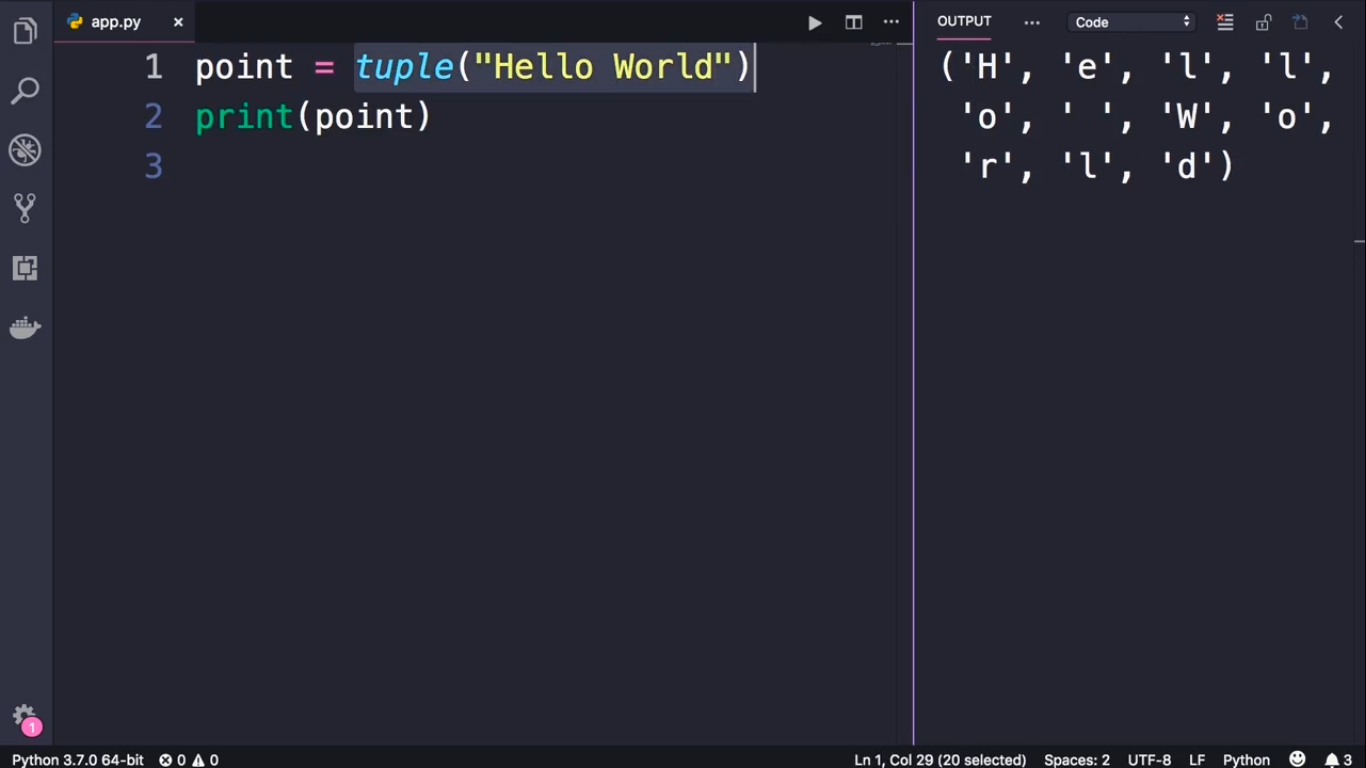 app.py ×
1 point = tuple("Hello World")
2 print(point)
3
OUTPUT ··· Code
('H', 'e', 'l', 'l',
'o', ' ', 'W', 'o',
'r', 'l', 'd')
1
Python 3.7.0 64-bit 0 0 Ln 1, Col 29 (20 selected) Spaces: 2 UTF-8 LF Python 3